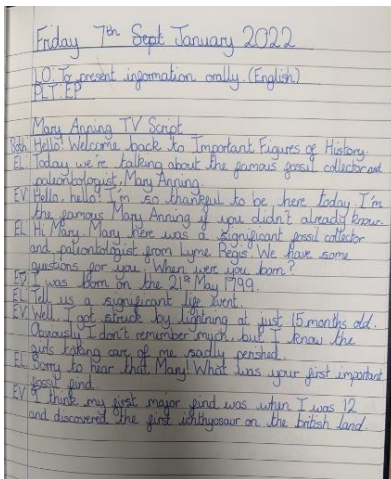 Friday 7th Sept January 2022
LO: To present information orally. (English)
PLT: EP
Mary Anning TV Script
Both Hello! Welcome back to Important Figures of History.
EL Today we're talking about the famous fossil collector and
paleontologist, Mary Anning.
EV Hello, hello! I'm so thankful to be here today. I'm
the famous Mary Anning if you didn't already know.
EL Hi Mary. Mary here was a significant fossil collector
and paleontologist from Lyme Regis. We have some
questions for you. When were you born?
I was born on the 21st May 1799.
EL Tell us a significant life event.
EV Well, I got struck by lightning at just 15 months old.
Obviously I don't remember much, but I know the
girls taking care of me sadly perished.
EL Sorry to hear that Mary! What was your first important
fossil find.
EV I think my first major find was when I was 12
and discovered the first ichthyosaur on the british land.